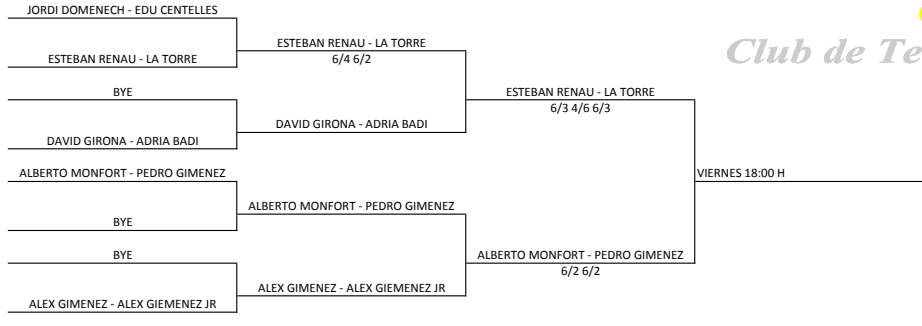 JORDI DOMENECH - EDU CENTELLES
ESTEBAN RENAU - LA TORRE
ESTEBAN RENAU - LA TORRE
6/4 6/2
BYE
DAVID GIRONA - ADRIA BADI
DAVID GIRONA - ADRIA BADI
ESTEBAN RENAU - LA TORRE
6/3 4/6 6/3
ALBERTO MONFORT - PEDRO GIMENEZ
BYE
ALBERTO MONFORT - PEDRO GIMENEZ
BYE
ALEX GIMENEZ - ALEX GIEMENEZ JR
ALEX GIMENEZ - ALEX GIEMENEZ JR
ALBERTO MONFORT - PEDRO GIMENEZ
6/2 6/2
VIERNES 18:00 H
Club de Te